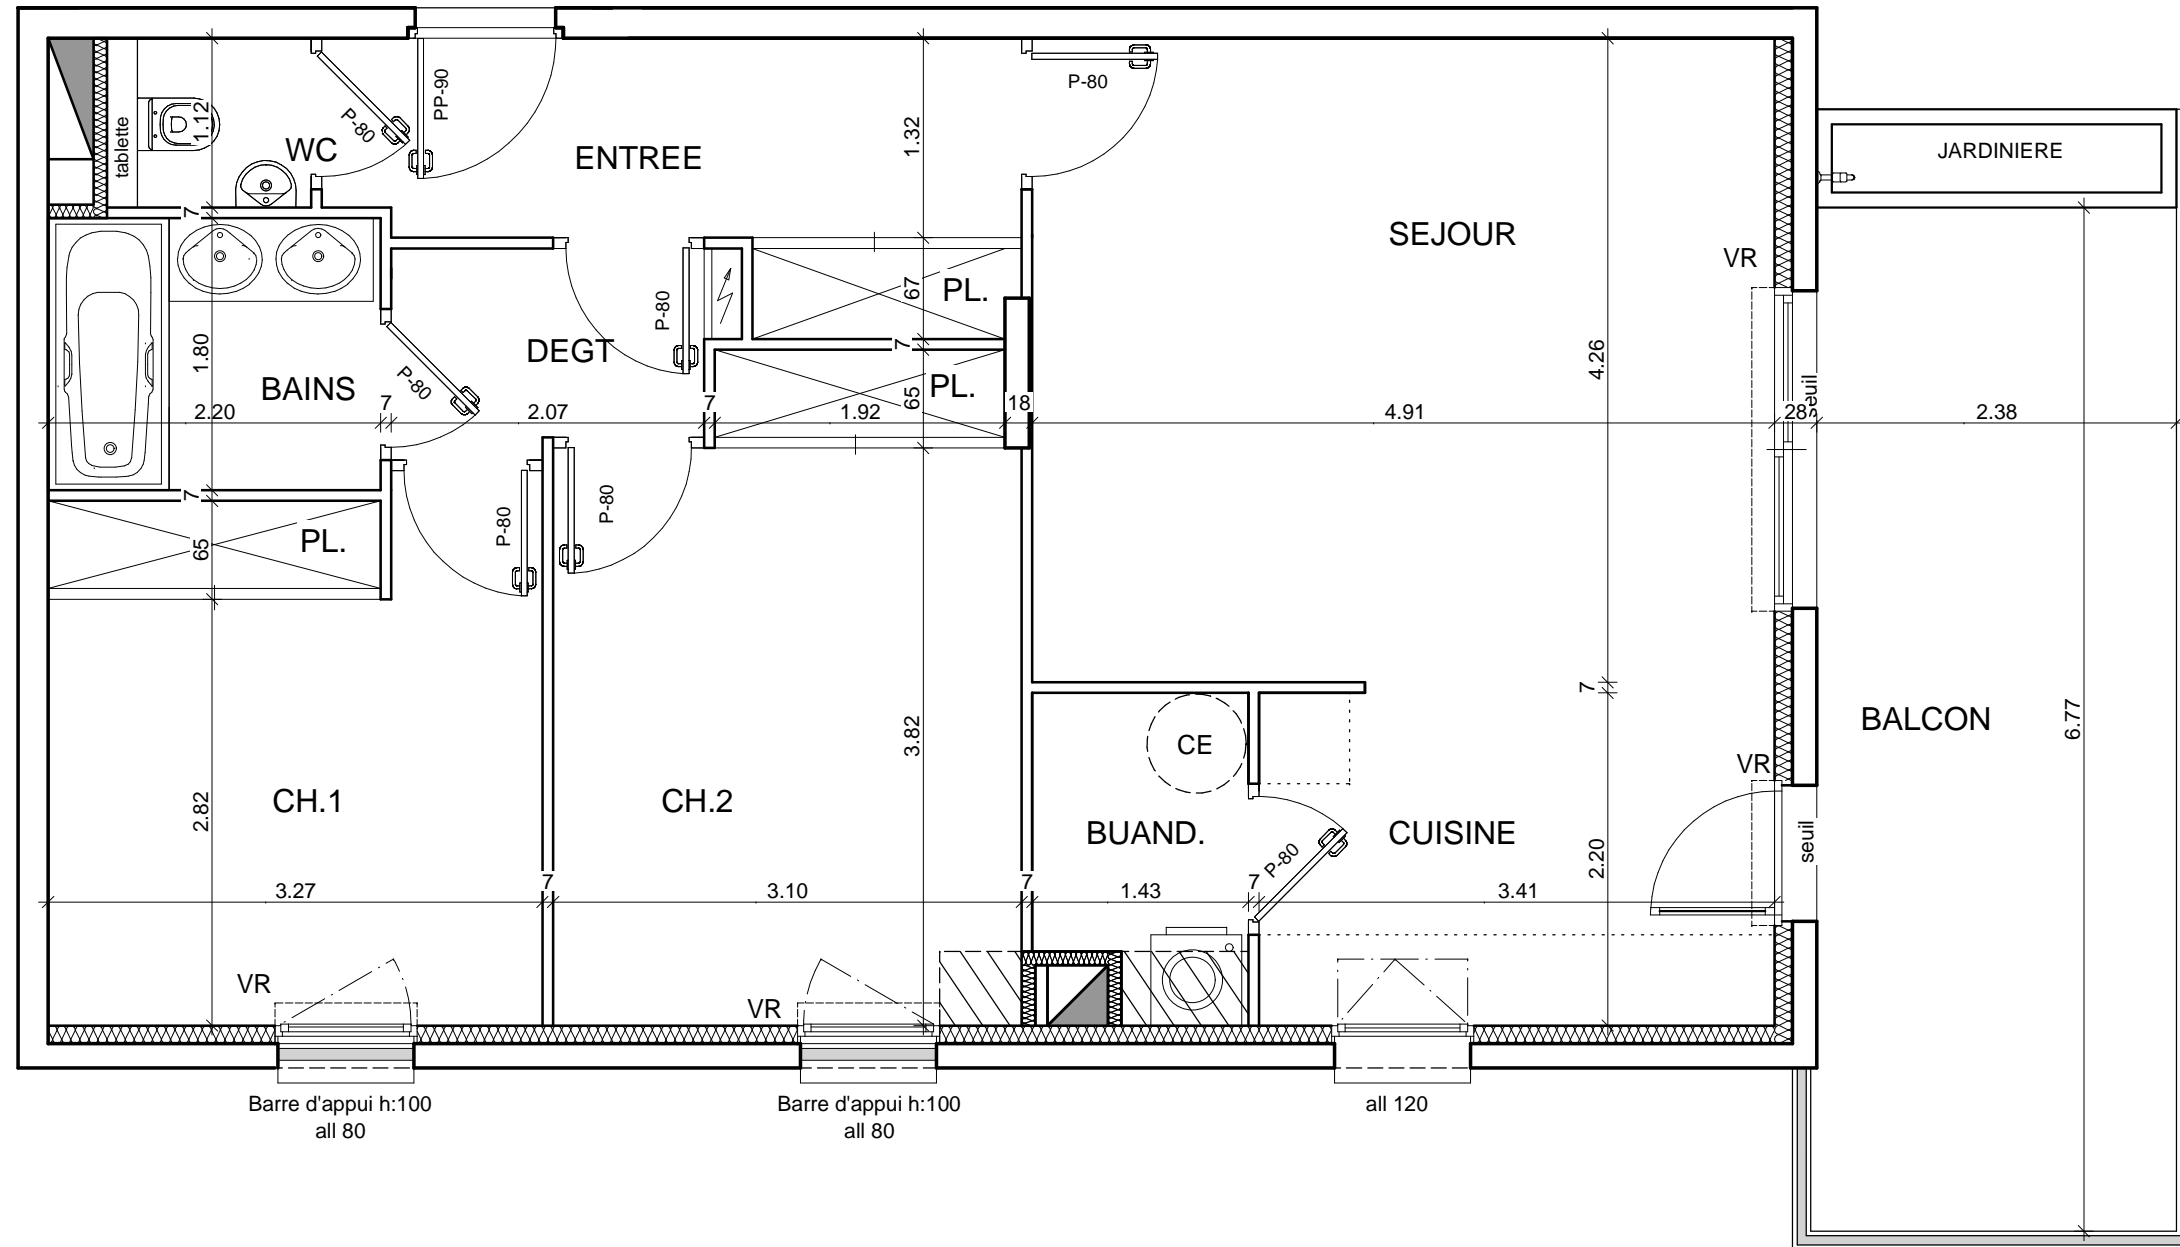 tablette
1.12
WC
P-80
PP-90
ENTREE
1.32
P-80
JARDINIERE
SEJOUR
VR
7
67
PL.
P-80
DEGT
1.80
BAINS
P-80
7
65
PL.
4.26
seuil
2.20
7
2.07
7
1.92
18
4.91
28
2.38
7
65
PL.
P-80
P-80
7
BALCON
6.77
CE
3.82
VR
CH.1
CH.2
2.82
BUAND.
CUISINE
P-80
2.20
seuil
3.27
7
3.10
7
1.43
7
3.41
VR
VR
Barre d'appui h:100
all 80
Barre d'appui h:100
all 80
all 120